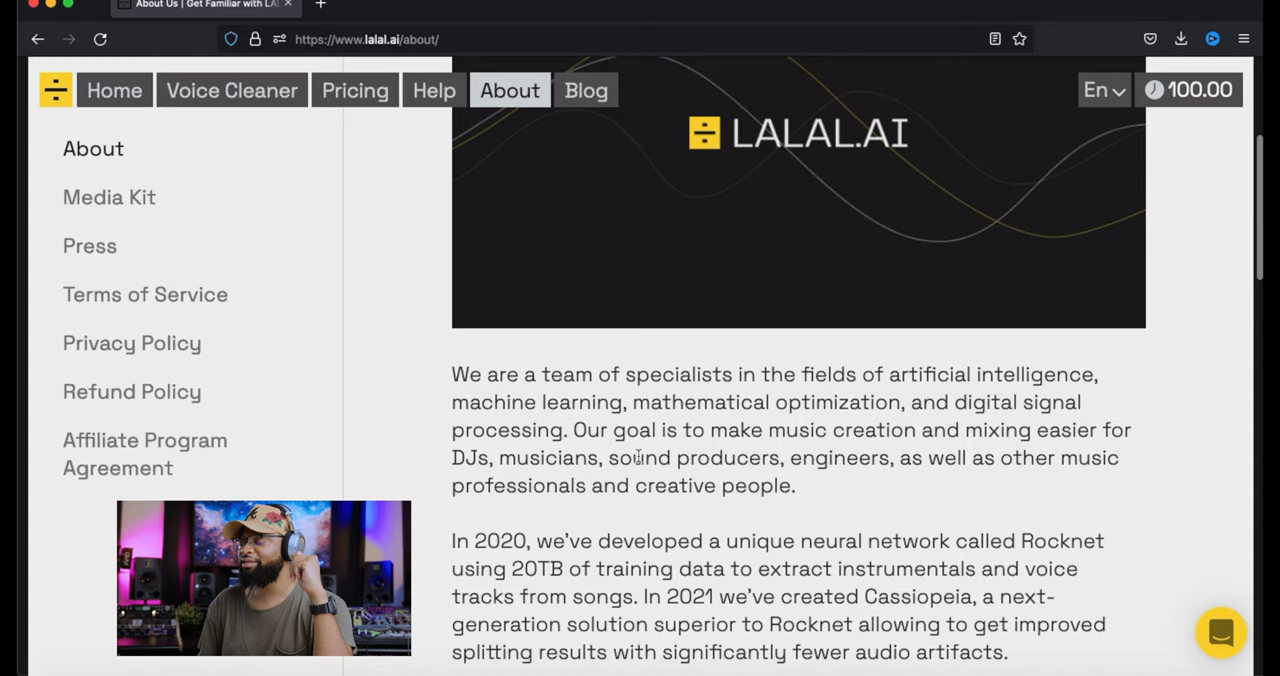 About Us | Get Familiar with LAL
https://www.lalal.ai/about/
Home Voice Cleaner Pricing Help About Blog En 100.00
About
Media Kit
Press
Terms of Service
Privacy Policy
Refund Policy
Affiliate Program
Agreement
LALAL.AI
We are a team of specialists in the fields of artificial intelligence,
machine learning, mathematical optimization, and digital signal
processing. Our goal is to make music creation and mixing easier for
DJs, musicians, sound producers, engineers, as well as other music
professionals and creative people.
In 2020, we've developed a unique neural network called Rocknet
using 20TB of training data to extract instrumentals and voice
tracks from songs. In 2021 we've created Cassiopeia, a next-
generation solution superior to Rocknet allowing to get improved
splitting results with significantly fewer audio artifacts.